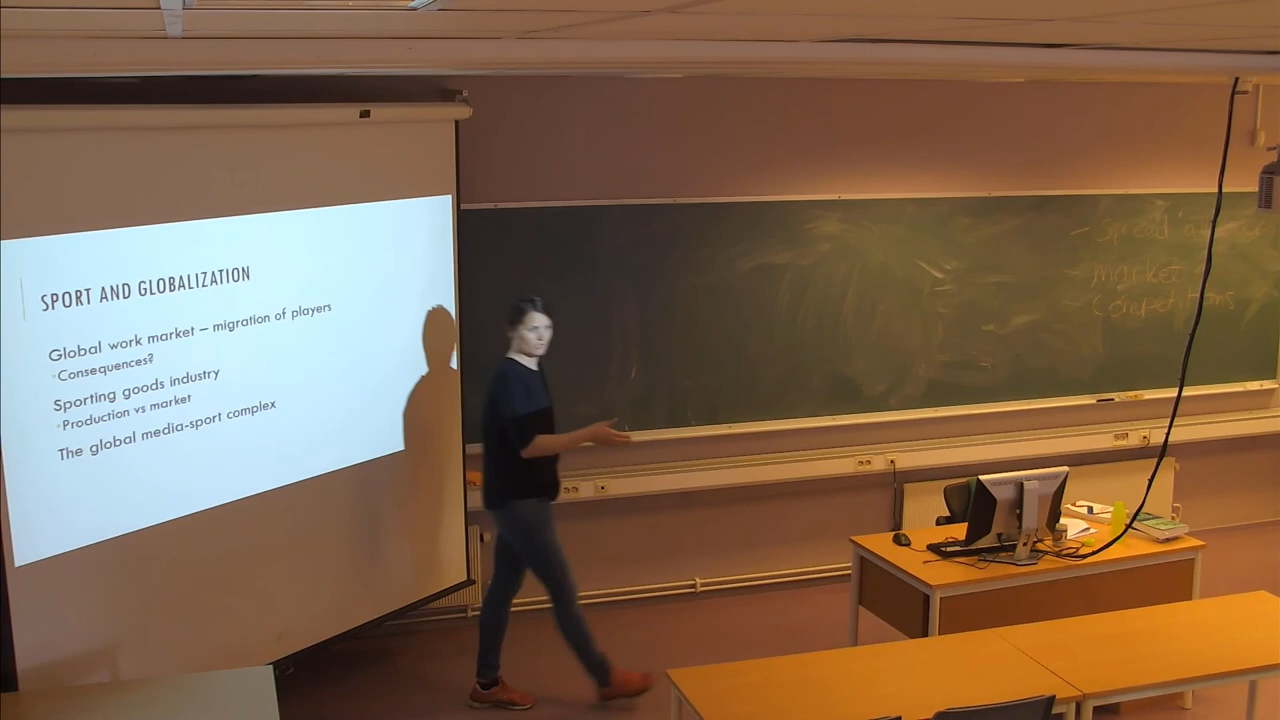 SPORT AND GLOBALIZATION
Global work market – migration of players
◦Consequences?
Sporting goods industry
◦Production vs market
The global media-sport complex
- Spread
market
Competitions